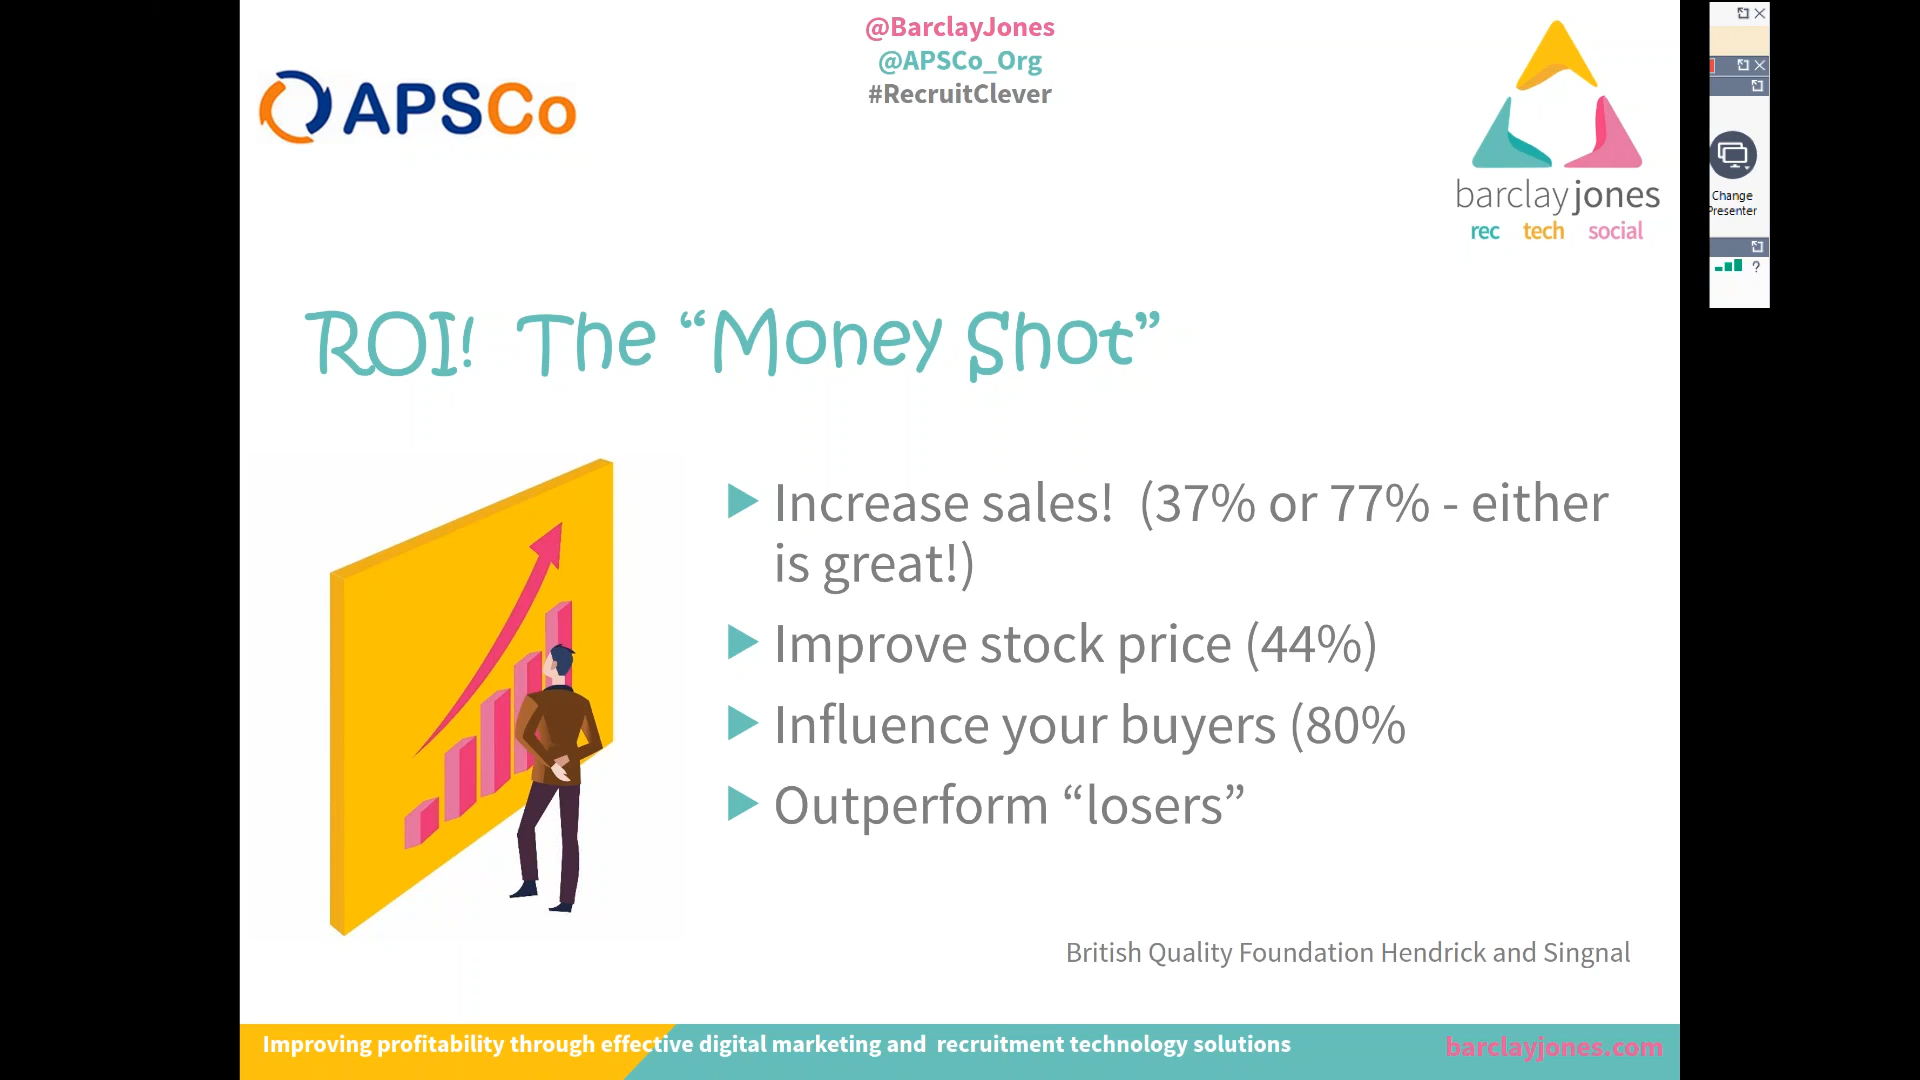 @BarclayJones
@APSCo_Org
#RecruitClever
APSCo
barclayjones
rec tech social
Change
Presenter
?
ROI!  The “Money Shot”
Increase sales!  (37% or 77% - either
is great!)
Improve stock price (44%)
Influence your buyers (80%
Outperform “losers”
British Quality Foundation Hendrick and Singnal
Improving profitability through effective digital marketing and  recruitment technology solutions
barclayjones.com